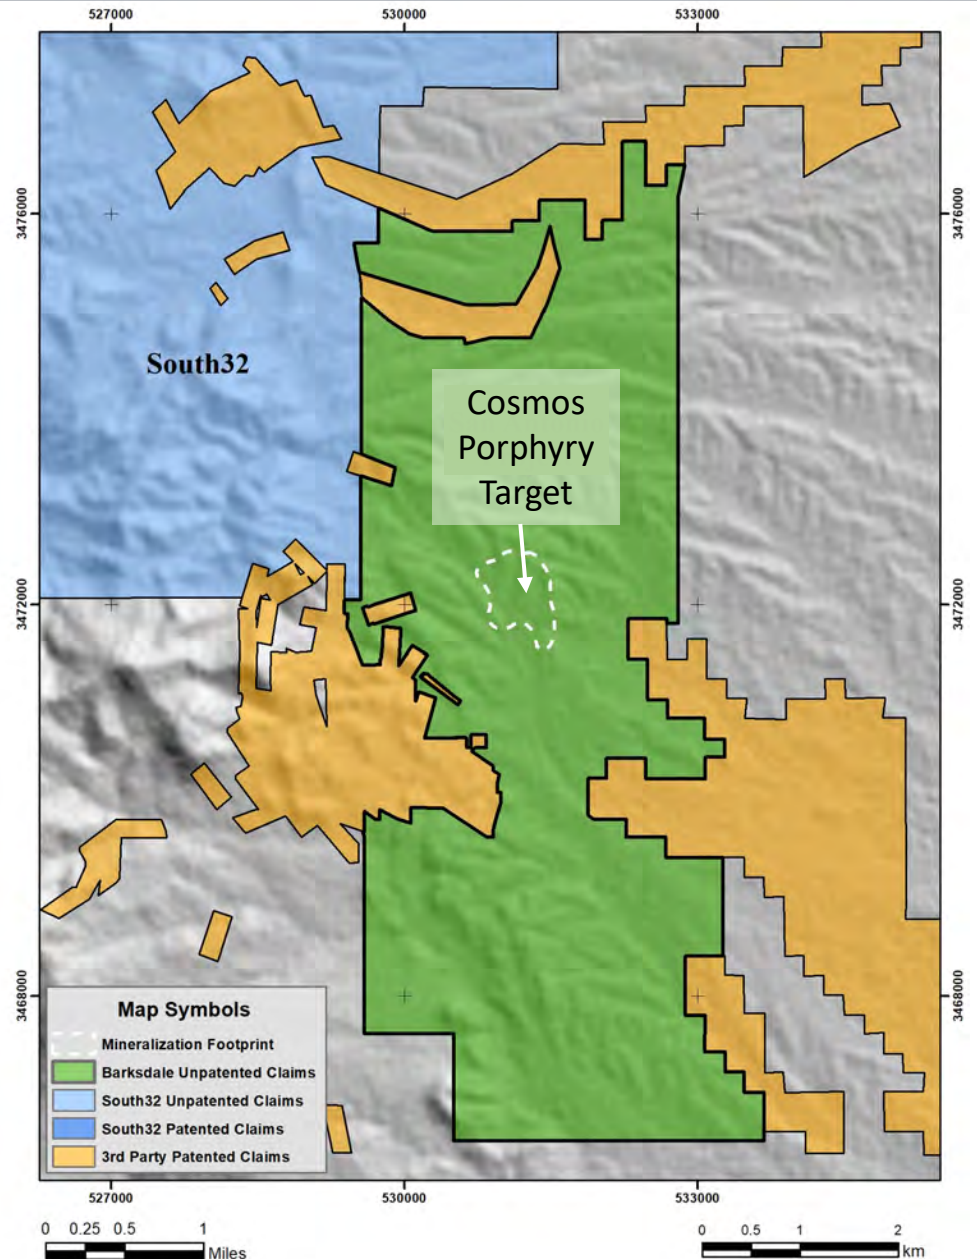 527000
530000
533000
3476000
3476000
South32
Cosmos
Porphyry
Target
3472000
3472000
3468000
3468000
Map Symbols
Mineralization Footprint
Barksdale Unpatented Claims
South32 Unpatented Claims
South32 Patented Claims
3rd Party Patented Claims
527000
530000
533000
0 0.25 0.5 1
Miles
0 0.5 1 2
km